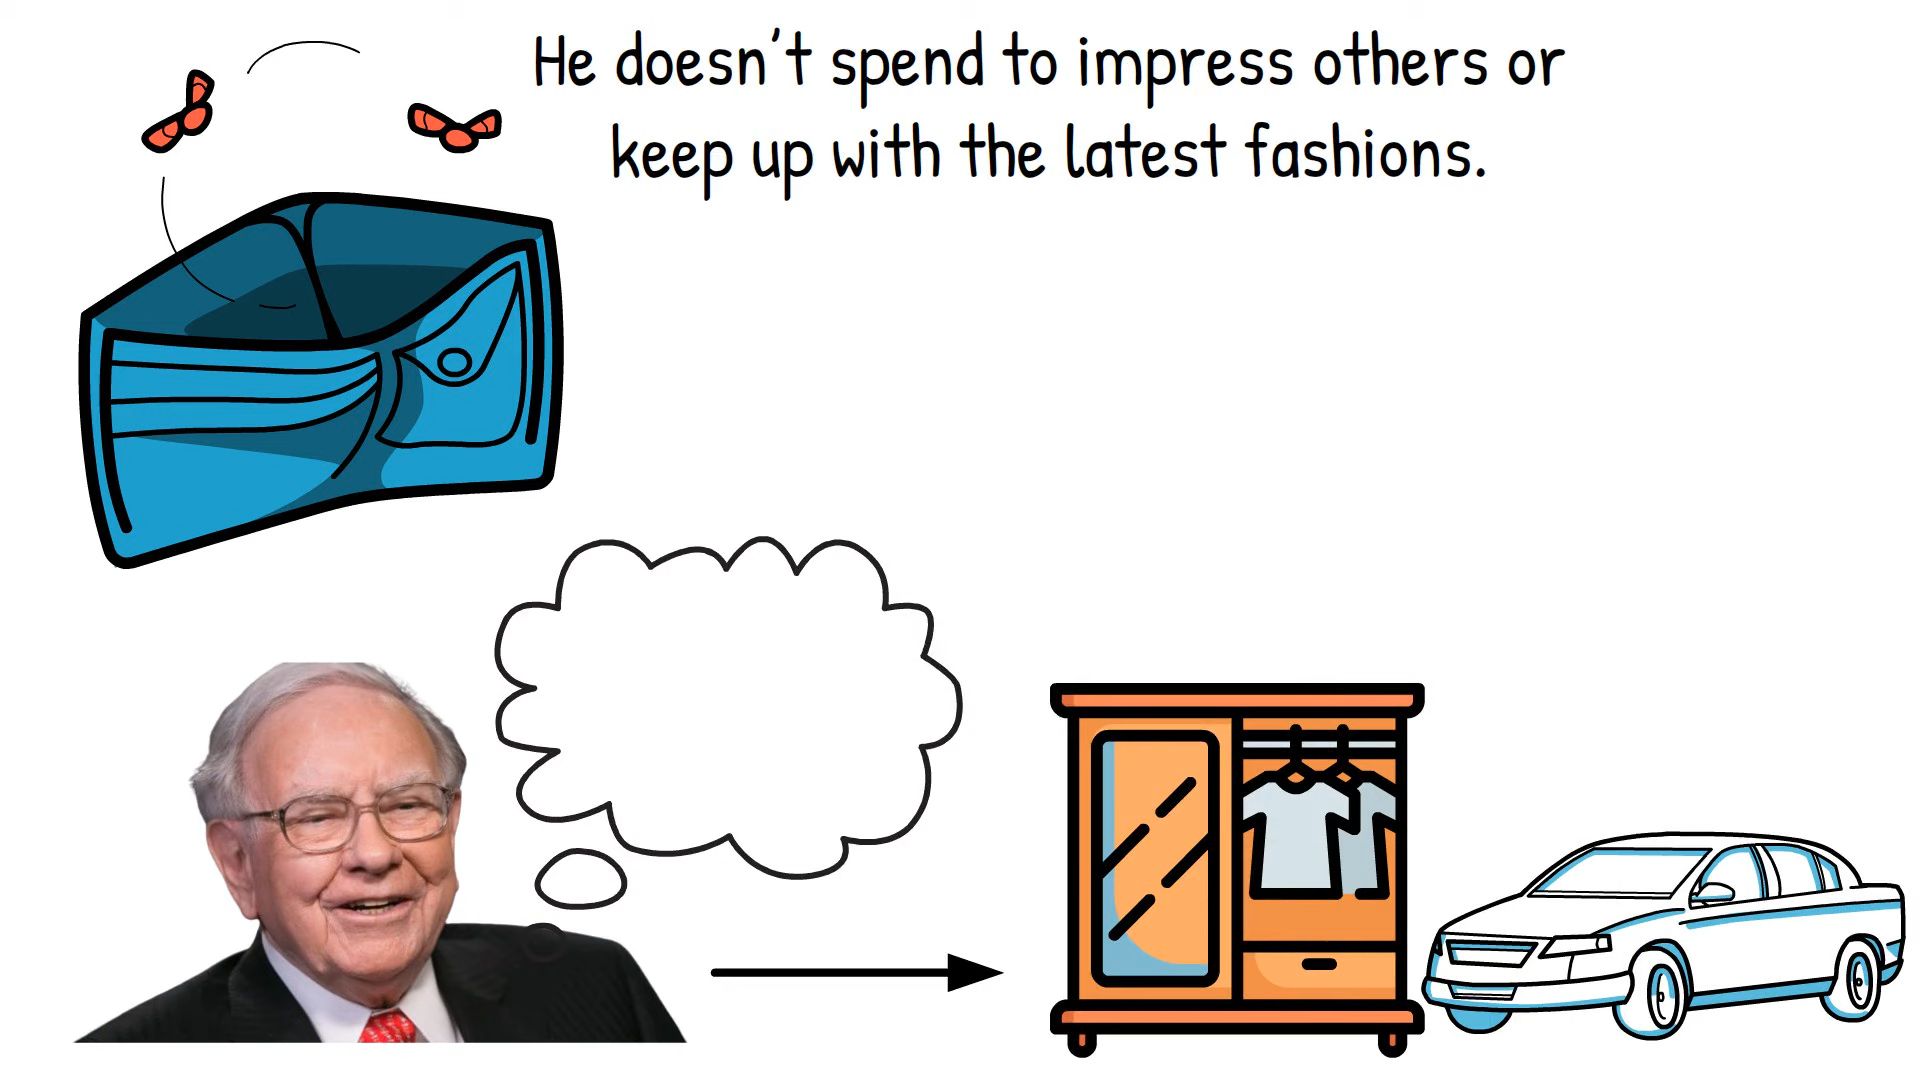 He doesn't spend to impress others or
keep up with the latest fashions.